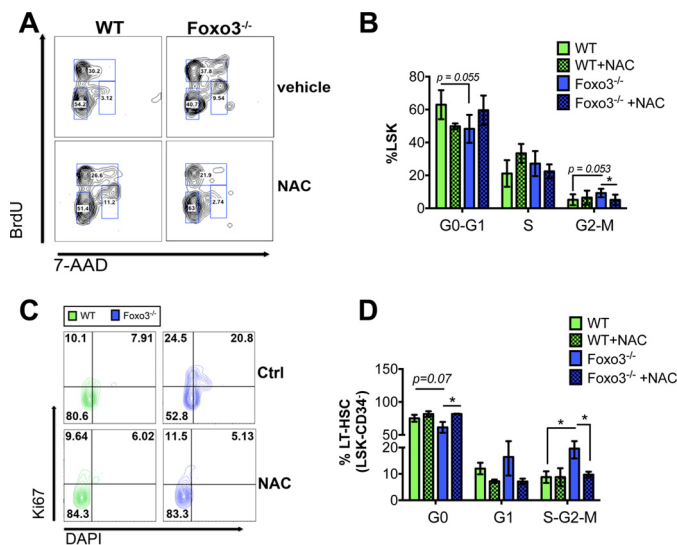 A
WT Foxo3-/-
30.2
3.12
54.2
37.8
9.54
40.7
vehicle
26.6
11.2
51.4
21.9
2.74
63
NAC
BrdU
7-AAD
B
WT
WT+NAC
Foxo3-/-
Foxo3-/- +NAC
p = 0.055
p = 0.053
*
%LSK
80
60
40
20
0
G0-G1 S G2-M
C
WT Foxo3-/-
10.1 7.91
80.6
24.5 20.8
52.8
Ctrl
9.64 6.02
84.3
11.5 5.13
83.3
NAC
Ki67
DAPI
D
WT
WT+NAC
Foxo3-/-
Foxo3-/- +NAC
p=0.07
*
* *
% LT-HSC
(LSK-CD34-)
150
100
50
20
10
0
G0 G1 S-G2-M